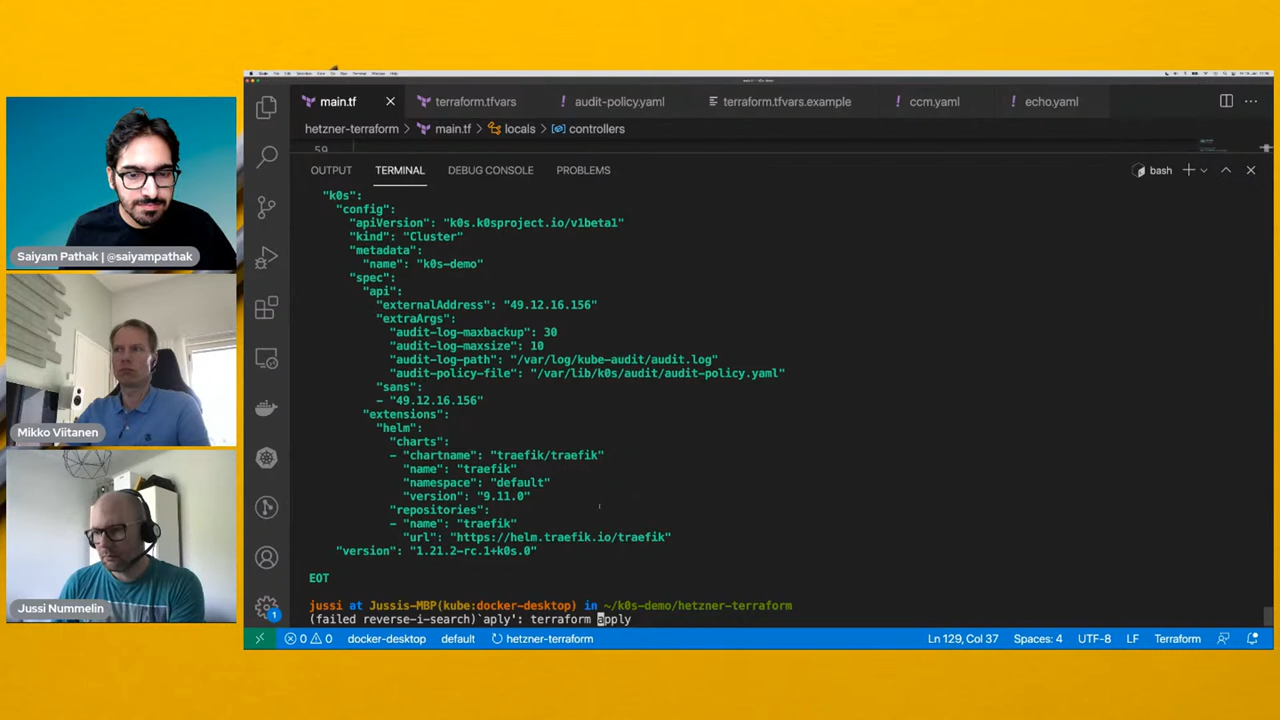 main.tf
terraform.tfvars
audit-policy.yaml
terraform.tfvars.example
ccm.yaml
echo.yaml
hetzner-terraform > main.tf > locals > controllers
59
OUTPUT TERMINAL DEBUG CONSOLE PROBLEMS
bash
"k0s":
"config":
"apiVersion": "k0s.k0sproject.io/v1beta1"
"kind": "Cluster"
"metadata":
"name": "k0s-demo"
"spec":
"api":
"externalAddress": "49.12.16.156"
"extraArgs":
"audit-log-maxbackup": 30
"audit-log-maxsize": 10
"audit-log-path": "/var/log/kube-audit/audit.log"
"audit-policy-file": "/var/lib/k0s/audit/audit-policy.yaml"
"sans":
- "49.12.16.156"
"extensions":
"helm":
"charts":
- "chartname": "traefik/traefik"
"name": "traefik"
"namespace": "default"
"version": "9.11.0"
"repositories":
- "name": "traefik"
"url": "https://helm.traefik.io/traefik"
"version": "1.21.2-rc.1+k0s.0"
EOT
jussi at Jussis-MBP(kube:docker-desktop) in ~/k0s-demo/hetzner-terraform
(failed reverse-i-search)`aply': terraform apply
1
0 0 docker-desktop default hetzner-terraform Ln 129, Col 37 Spaces: 4 UTF-8 LF Terraform
Saiyam Pathak | @saiyampathak
Mikko Viitanen
Jussi Nummelin